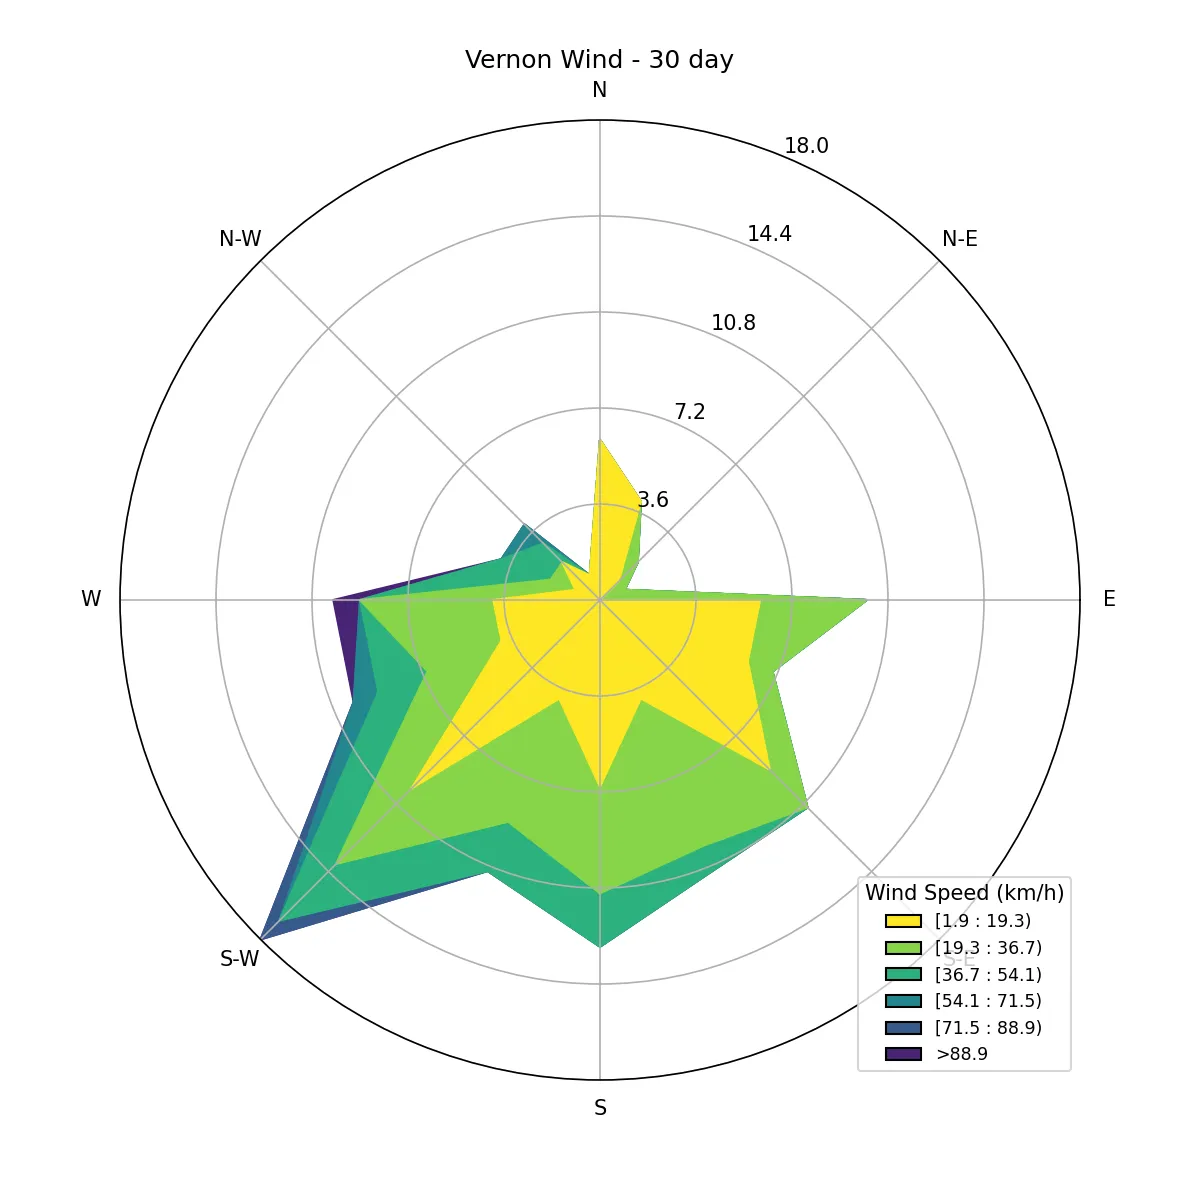 Vernon Wind - 30 day
N
18.0
14.4
N-W
N-E
10.8
7.2
3.6
W
E
Wind Speed (km/h)
[1.9 : 19.3)
[19.3 : 36.7)
S-W
S-E
[36.7 : 54.1)
[54.1 : 71.5)
[71.5 : 88.9)
>88.9
S